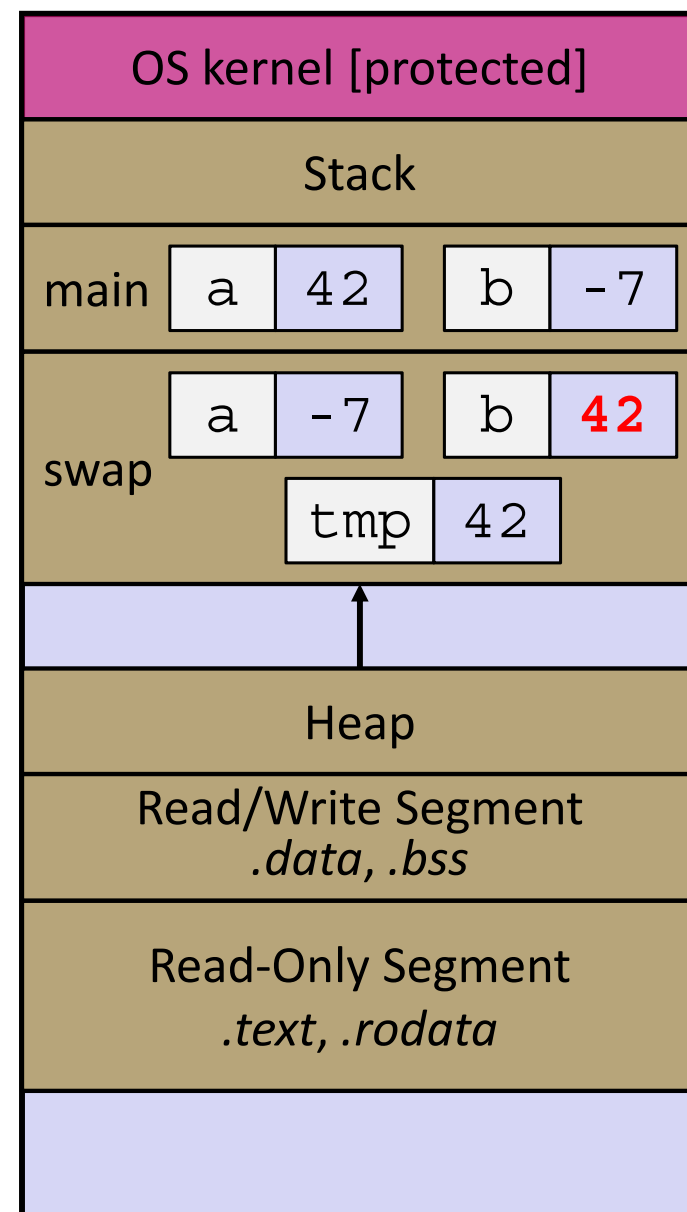 OS kernel [protected]
Stack
main a 42 b -7
a -7 b 42
swap
tmp 42
Heap
Read/Write Segment
.data, .bss
Read-Only Segment
.text, .rodata